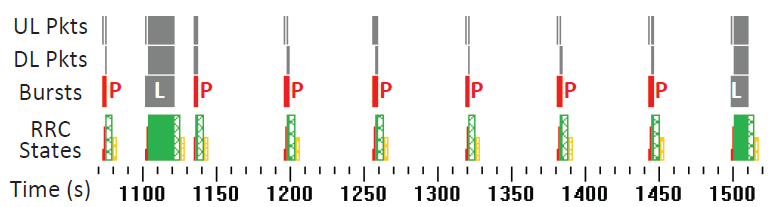 UL Pkts
DL Pkts
Bursts P L P P P P P P L
RRC
States
Time (s) 1100 1150 1200 1250 1300 1350 1400 1450 1500